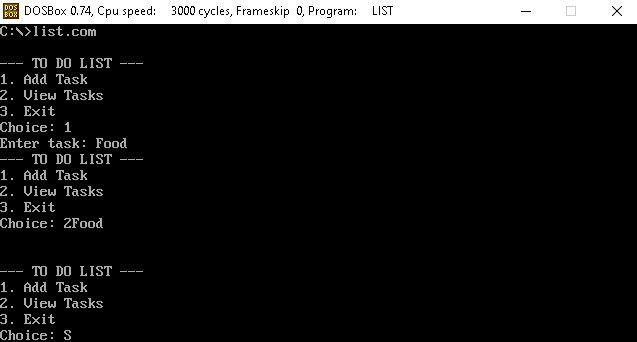 DOSBox 0.74, Cpu speed: 3000 cycles, Frameskip 0, Program: LIST
C:\>list.com
--- TO DO LIST ---
1. Add Task
2. View Tasks
3. Exit
Choice: 1
Enter task: Food
--- TO DO LIST ---
1. Add Task
2. View Tasks
3. Exit
Choice: 2Food
--- TO DO LIST ---
1. Add Task
2. View Tasks
3. Exit
Choice: S